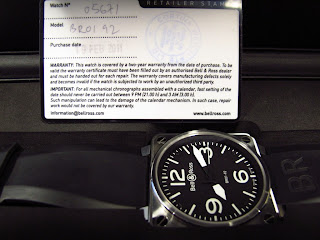 RETAILER STAMP
Watch N°
05671
Model
BR01 92
Purchase date
FEB 2011
WARRANTY: This watch is covered by a two-year warranty from the date of purchase. To be
valid the warranty certificate must have been filled out by an authorised Bell & Ross dealer
and must be handed out for each repair. The warranty covers manufacturing defects solely
and becomes invalid if the watch is subjected to work by an unauthorised third party.
IMPORTANT: For all mechanical chronographs assembled with a calendar, fast setting of the
date should never be carried out between 9 PM (21.00 h) and 3 AM (3.00 h).
Such manipulation can lead to the damage of the calendar mechanism. In such case, repair
work would not be covered by our warranty.
information@bellross.com www.bellross.com
BR
Bell&Ross